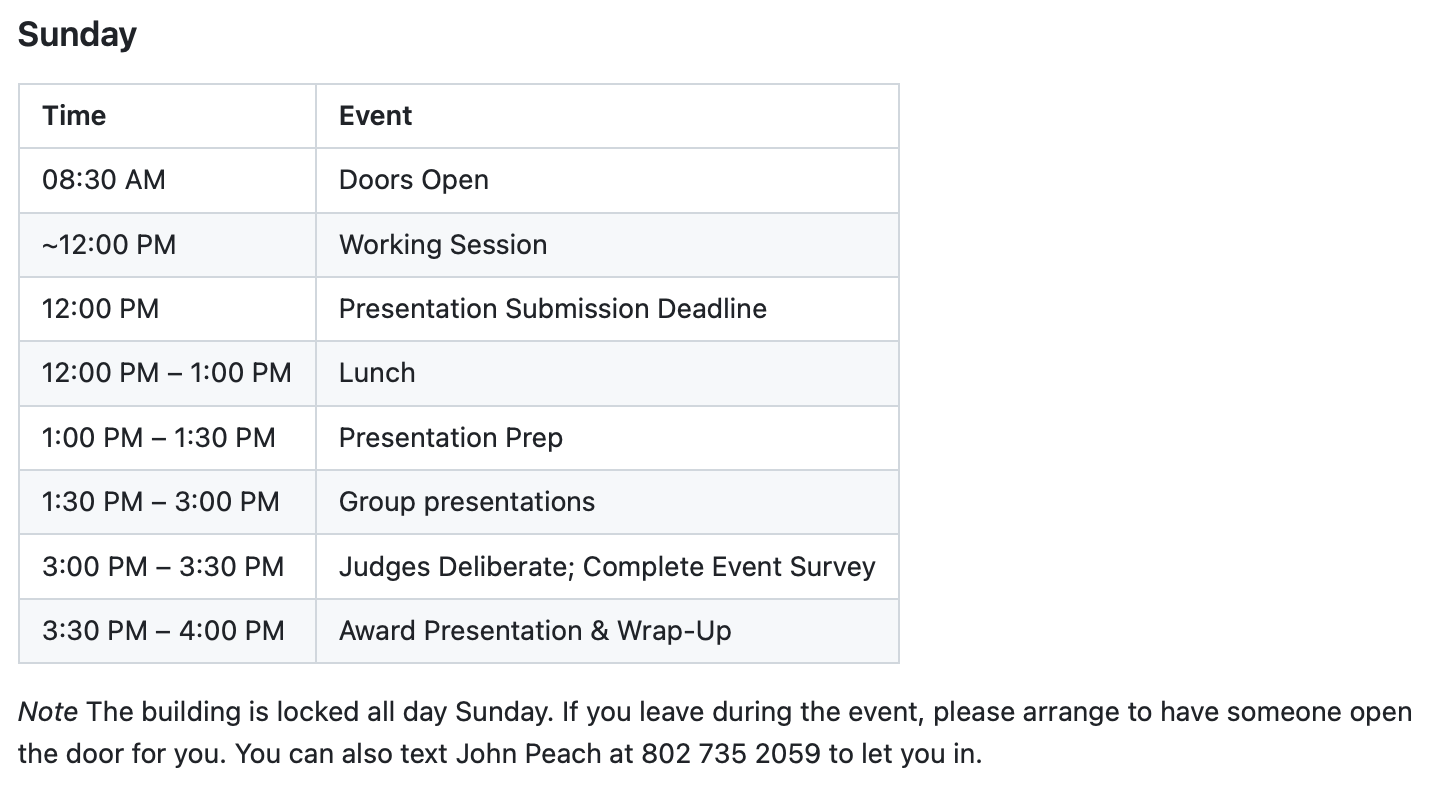 Sunday
Time Event
08:30 AM Doors Open
~12:00 PM Working Session
12:00 PM Presentation Submission Deadline
12:00 PM – 1:00 PM Lunch
1:00 PM – 1:30 PM Presentation Prep
1:30 PM – 3:00 PM Group presentations
3:00 PM – 3:30 PM Judges Deliberate; Complete Event Survey
3:30 PM – 4:00 PM Award Presentation & Wrap-Up
Note The building is locked all day Sunday. If you leave during the event, please arrange to have someone open
the door for you. You can also text John Peach at 802 735 2059 to let you in.